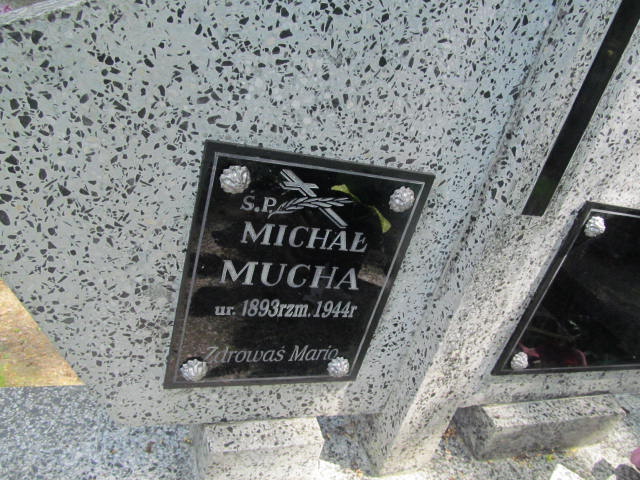 Ś.P.
MICHAŁ
MUCHA
ur. 1893r zm. 1944r
Zdrowaś Mario